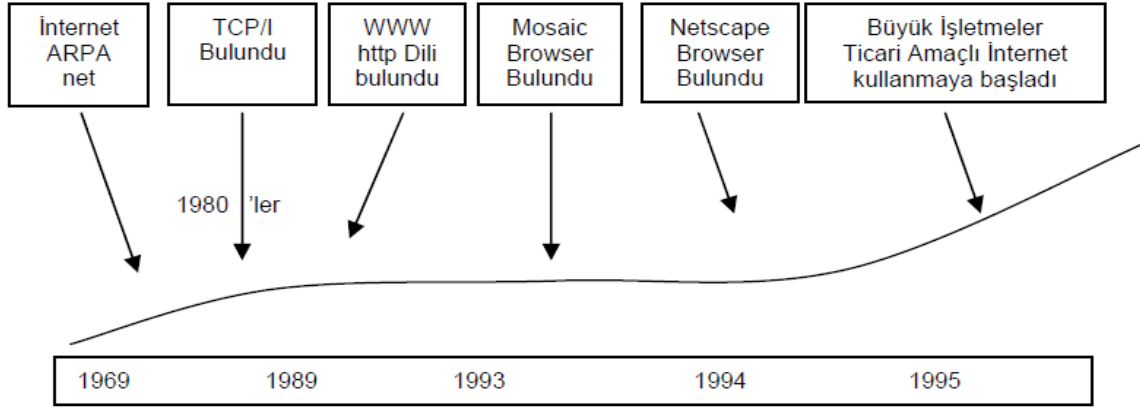 İnternet
ARPA
net
TCP/I
Bulundu
WWW
http Dili
bulundu
Mosaic
Browser
Bulundu
Netscape
Browser
Bulundu
Büyük İşletmeler
Ticari Amaçlı İnternet
kullanmaya başladı
1980 'ler
1969 1989 1993 1994 1995